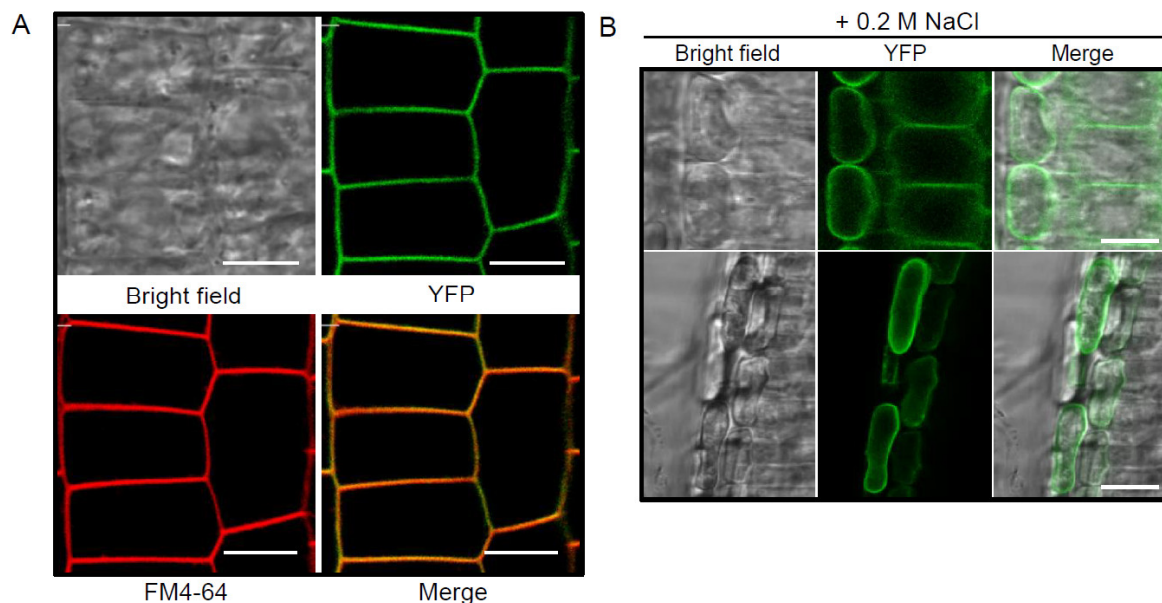 A
Bright field
YFP
FM4-64
Merge
B
+ 0.2 M NaCl
Bright field
YFP
Merge